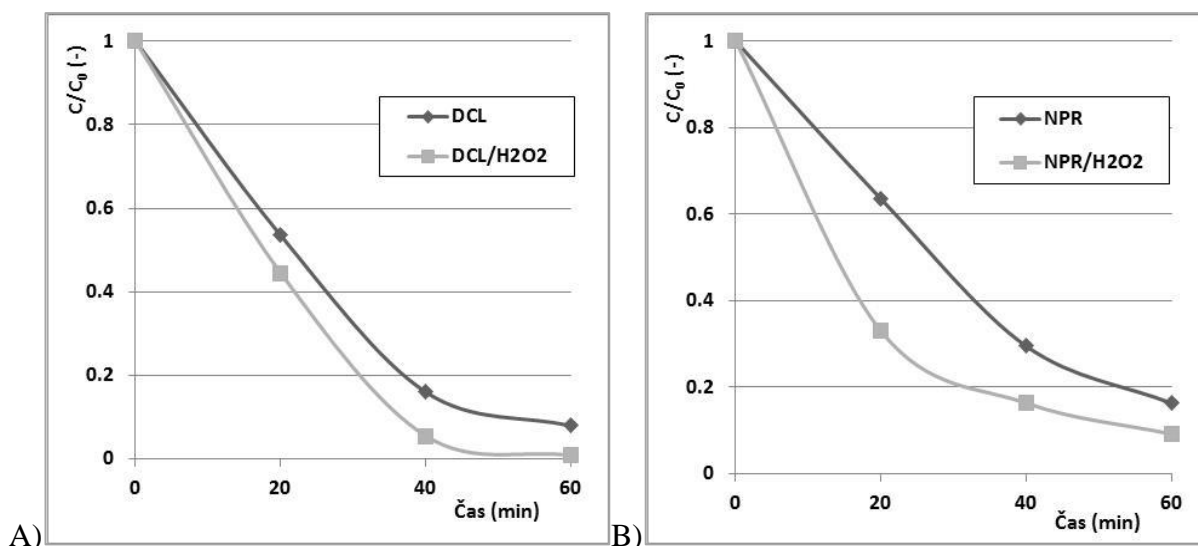 C/C₀ (-)
1
0.8
0.6
0.4
0.2
0
0
20
40
60
Čas (min)
DCL
DCL/H2O2
A)
C/C₀ (-)
1
0.8
0.6
0.4
0.2
0
0
20
40
60
Čas (min)
NPR
NPR/H2O2
B)